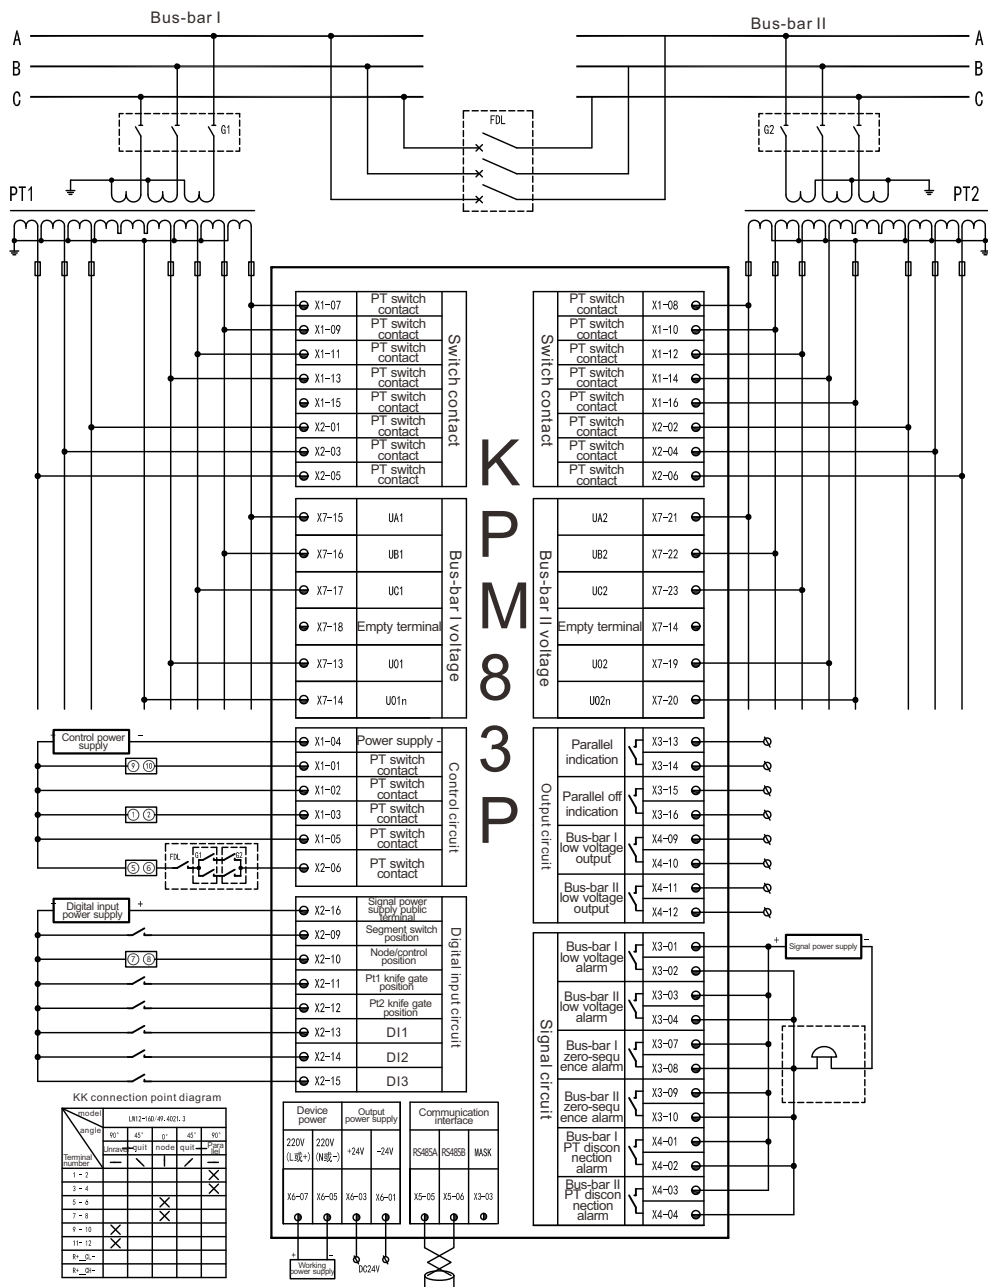 Bus-bar I
Bus-bar II
A
A
B
B
C
C
FDL
G1
G2
PT1
PT2
X1-07
PT switch
contact
X1-09
PT switch
contact
X1-11
PT switch
contact
X1-13
PT switch
contact
X1-15
PT switch
contact
X2-01
PT switch
contact
X2-03
PT switch
contact
X2-05
PT switch
contact
Switch contact
Switch contact
PT switch
contact
X1-08
PT switch
contact
X1-10
PT switch
contact
X1-12
PT switch
contact
X1-14
PT switch
contact
X1-16
PT switch
contact
X2-02
PT switch
contact
X2-04
PT switch
contact
X2-06
K
P
M
8
3
P
X7-15
UA1
X7-16
UB1
X7-17
UC1
X7-18
Empty terminal
X7-13
U01
X7-14
U01n
Bus-bar I voltage
Bus-bar II voltage
UA2
X7-21
UB2
X7-22
UC2
X7-23
Empty terminal
X7-14
U02
X7-19
U02n
X7-20
Control power
supply
-
9 10
1 2
5 6
FDL
G1
G2
X1-04
Power supply -
X1-01
PT switch
contact
X1-02
PT switch
contact
X1-03
PT switch
contact
X1-05
PT switch
contact
X2-06
PT switch
contact
Control circuit
Output circuit
Parallel
indication
X3-13
X3-14
Parallel off
indication
X3-15
X3-16
Bus-bar I
low voltage
output
X4-09
X4-10
Bus-bar II
low voltage
output
X4-11
X4-12
- Digital input
power supply
+
7 8
X2-16
Signal power
supply public
terminal
X2-09
Segment switch
position
X2-10
Node/control
position
X2-11
Pt1 knife gate
position
X2-12
Pt2 knife gate
position
X2-13
DI1
X2-14
DI2
X2-15
DI3
Digital input circuit
Signal circuit
Bus-bar I
low voltage
alarm
X3-01
X3-02
Bus-bar II
low voltage
alarm
X3-03
X3-04
Bus-bar I
zero-sequ
ence alarm
X3-07
X3-08
Bus-bar II
zero-sequ
ence alarm
X3-09
X3-10
Bus-bar I
PT discon
nection
alarm
X4-01
X4-02
Bus-bar II
PT discon
nection
alarm
X4-03
X4-04
+
Signal power supply
-
KK connection point diagram
model
LW12-16D/49.4021.3
angle
90° 45° 0° 45° 90°
Unravel quit node quit Para
llel
Terminal
number
1 - 2
3 - 4
5 - 6
7 - 8
9 - 10
11- 12
R+__QL-
R+__QH-
Device
power
Output
power supply
Communication
interface
220V
(L或+)
220V
(N或-)
+24V
-24V
RS485A
RS485B
MASK
X6-07
X6-05
X6-03
X6-01
X5-05
X5-06
X3-03
+
-
Working
power supply
DC24V